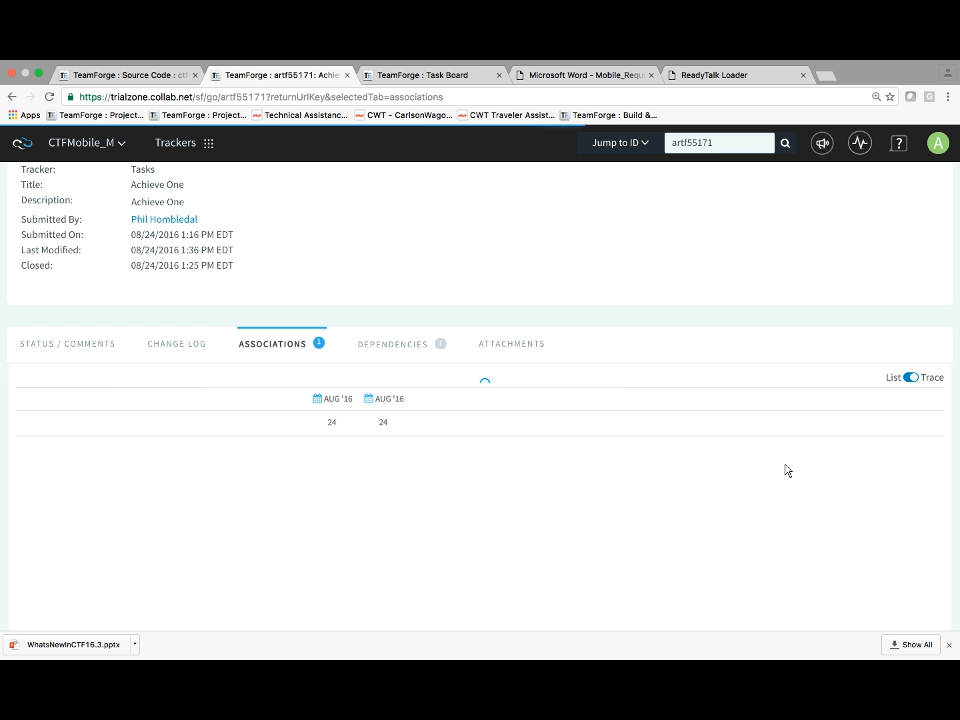 TeamForge : Source Code : ctf
TeamForge : artf55171: Achie
TeamForge : Task Board
Microsoft Word - Mobile_Requ
ReadyTalk Loader
https://trialzone.collab.net/sf/go/artf55171?returnUrlKey&selectedTab=associations
Apps TeamForge : Project... TeamForge : Project... Technical Assistanc... CWT - CarlsonWago... CWT Traveler Assist... TeamForge : Build &...
CTFMobile_M Trackers Jump to ID artf55171 ? A
Tracker: Tasks
Title: Achieve One
Description: Achieve One
Submitted By: Phil Hombledal
Submitted On: 08/24/2016 1:16 PM EDT
Last Modified: 08/24/2016 1:36 PM EDT
Closed: 08/24/2016 1:25 PM EDT
STATUS / COMMENTS CHANGE LOG ASSOCIATIONS 1 DEPENDENCIES ATTACHMENTS
List Trace
AUG '16 AUG '16
24 24
WhatsNewInCTF16.3.pptx Show All